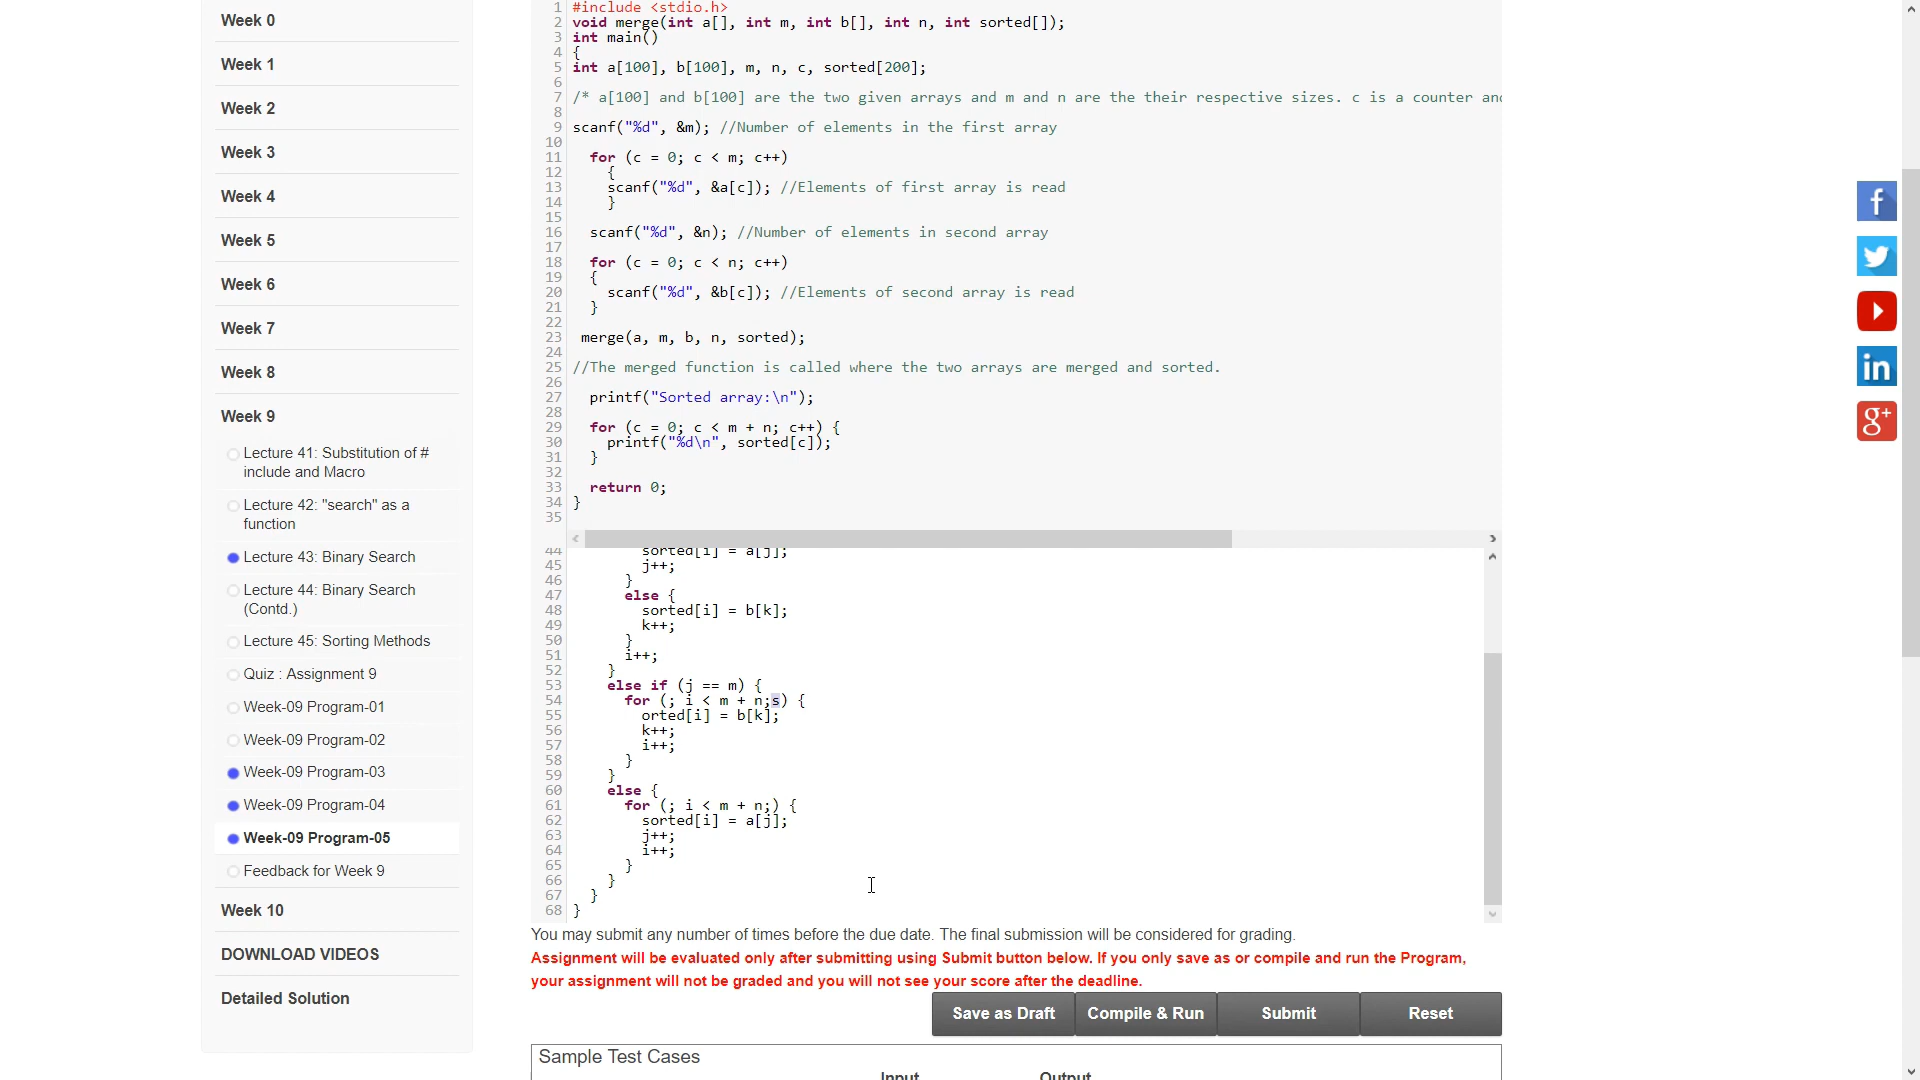 Week 0
Week 1
Week 2
Week 3
Week 4
Week 5
Week 6
Week 7
Week 8
Week 9
Lecture 41: Substitution of #
include and Macro
Lecture 42: "search" as a
function
Lecture 43: Binary Search
Lecture 44: Binary Search
(Contd.)
Lecture 45: Sorting Methods
Quiz : Assignment 9
Week-09 Program-01
Week-09 Program-02
Week-09 Program-03
Week-09 Program-04
Week-09 Program-05
Feedback for Week 9
Week 10
DOWNLOAD VIDEOS
Detailed Solution
1 #include <stdio.h>
2 void merge(int a[], int m, int b[], int n, int sorted[]);
3 int main()
4 {
5 int a[100], b[100], m, n, c, sorted[200];
6
7 /* a[100] and b[100] are the two given arrays and m and n are the their respective sizes. c is a counter and
8
9 scanf("%d", &m); //Number of elements in the first array
10
11 for (c = 0; c < m; c++)
12 {
13 scanf("%d", &a[c]); //Elements of first array is read
14 }
15
16 scanf("%d", &n); //Number of elements in second array
17
18 for (c = 0; c < n; c++)
19 {
20 scanf("%d", &b[c]); //Elements of second array is read
21 }
22
23 merge(a, m, b, n, sorted);
24
25 //The merged function is called where the two arrays are merged and sorted.
26
27 printf("Sorted array:\n");
28
29 for (c = 0; c < m + n; c++) {
30 printf("%d\n", sorted[c]);
31 }
32
33 return 0;
34 }
35
44 sorted[i] = a[j];
45 j++;
46 }
47 else {
48 sorted[i] = b[k];
49 k++;
50 }
51 i++;
52 }
53 else if (j == m) {
54 for (; i < m + n;s) {
55 orted[i] = b[k];
56 k++;
57 i++;
58 }
59 }
60 else {
61 for (; i < m + n;) {
62 sorted[i] = a[j];
63 j++;
64 i++;
65 }
66 }
67 }
68 }
You may submit any number of times before the due date. The final submission will be considered for grading.
Assignment will be evaluated only after submitting using Submit button below. If you only save as or compile and run the Program,
your assignment will not be graded and you will not see your score after the deadline.
Save as Draft Compile & Run Submit Reset
Sample Test Cases
Input Output
f
in
g+